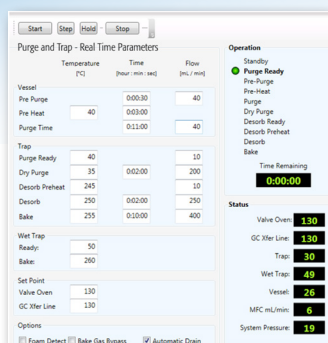 Start Step Hold - Stop -
Purge and Trap - Real Time Parameters
Temperature Time Flow
[°C] [hour : min : sec] [mL / min]
Vessel
Pre Purge 0:00:30 40
Pre Heat 40 0:03:00
Purge Time 0:11:00 40
Trap
Purge Ready 40 10
Dry Purge 35 0:02:00 200
Desorb Preheat 245 10
Desorb 250 0:02:00 250
Bake 255 0:10:00 400
Wet Trap
Ready: 50
Bake: 260
Set Point
Valve Oven 130
GC Xfer Line 130
Options
Foam Detect Bake Gas Bypass Automatic Drain
Operation
Standby
Purge Ready
Pre-Purge
Pre-Heat
Purge
Dry Purge
Desorb Ready
Desorb Preheat
Desorb
Bake
Time Remaining
0:00:00
Status
Valve Oven: 130
GC Xfer Line: 130
Trap: 30
Wet Trap: 49
Vessel: 26
MFC mL/min: 6
System Pressure: 19